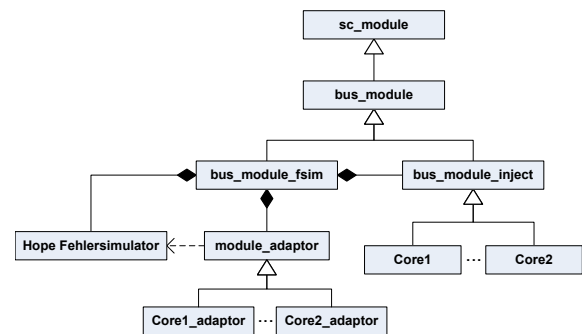 sc_module
bus_module
bus_module_fsim
bus_module_inject
Hope Fehlersimulator
module_adaptor
Core1
...
Core2
Core1_adaptor
...
Core2_adaptor